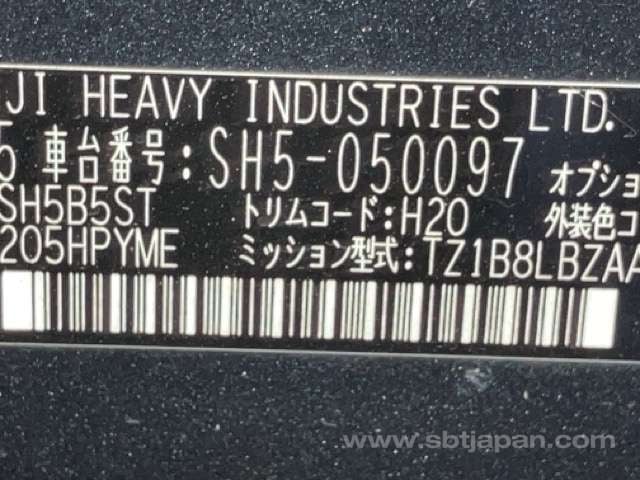 JI HEAVY INDUSTRIES LTD.
車台番号:SH5-050097 オプショ
SH5B5ST トリムコード:H20 外装色コ
205HPYME ミッション型式:TZ1B8LBZAA
www.sbtjapan.com